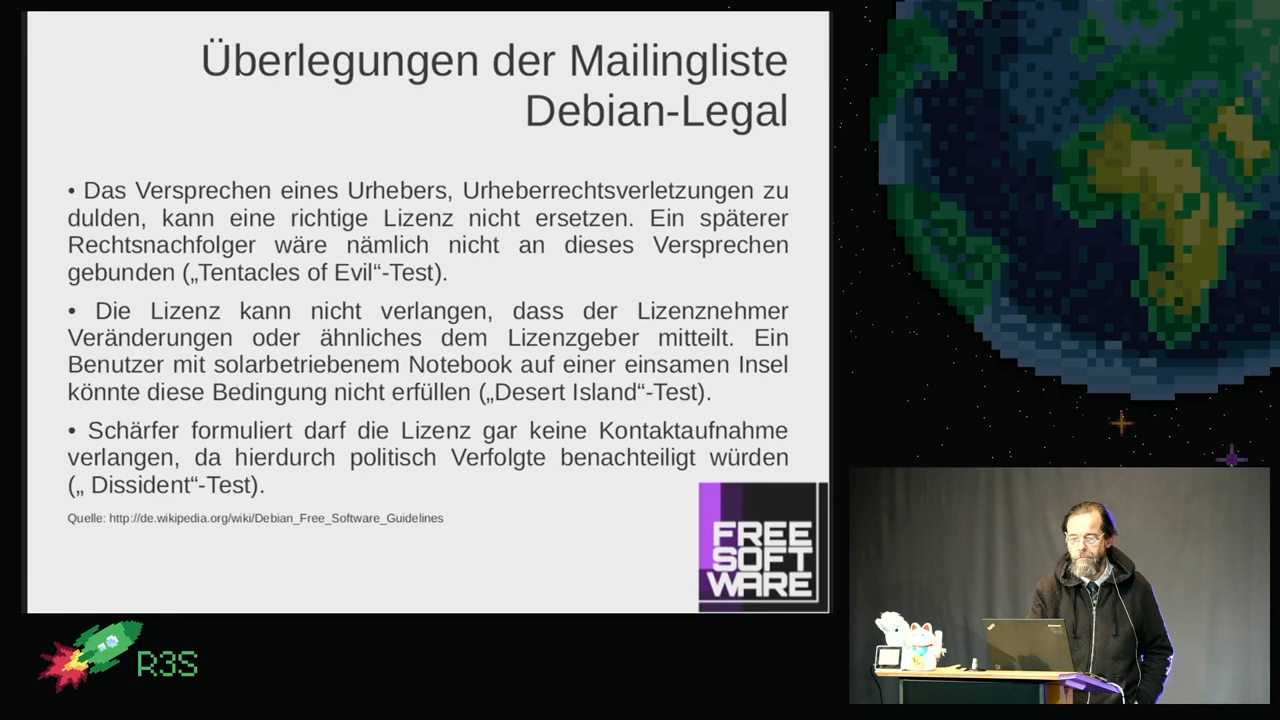 Überlegungen der Mailingliste
Debian-Legal
• Das Versprechen eines Urhebers, Urheberrechtsverletzungen zu
dulden, kann eine richtige Lizenz nicht ersetzen. Ein späterer
Rechtsnachfolger wäre nämlich nicht an dieses Versprechen
gebunden („Tentacles of Evil“-Test).
• Die Lizenz kann nicht verlangen, dass der Lizenznehmer
Veränderungen oder ähnliches dem Lizenzgeber mitteilt. Ein
Benutzer mit solarbetriebenem Notebook auf einer einsamen Insel
könnte diese Bedingung nicht erfüllen („Desert Island“-Test).
• Schärfer formuliert darf die Lizenz gar keine Kontaktaufnahme
verlangen, da hierdurch politisch Verfolgte benachteiligt würden
(„ Dissident“-Test).
Quelle: http://de.wikipedia.org/wiki/Debian_Free_Software_Guidelines
FREE
SOFT
WARE
R3S